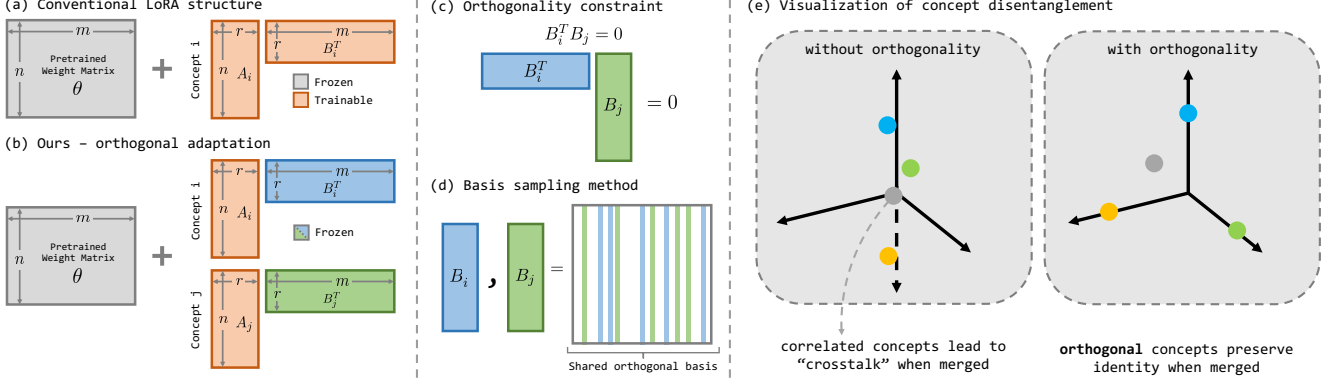 (a) Conventional LoRA structure
m
n
Pretrained
Weight Matrix
θ
+
Concept i
r
n
A_i
m
r
B_i^T
Frozen
Trainable
(b) Ours – orthogonal adaptation
m
n
Pretrained
Weight Matrix
θ
+
Concept i
r
n
A_i
m
r
B_i^T
Frozen
Concept j
r
n
A_j
m
r
B_j^T
(c) Orthogonality constraint
B_i^T B_j = 0
B_i^T
B_j
= 0
(d) Basis sampling method
B_i , B_j =
Shared orthogonal basis
(e) Visualization of concept disentanglement
without orthogonality
correlated concepts lead to
“crosstalk” when merged
with orthogonality
orthogonal concepts preserve
identity when merged